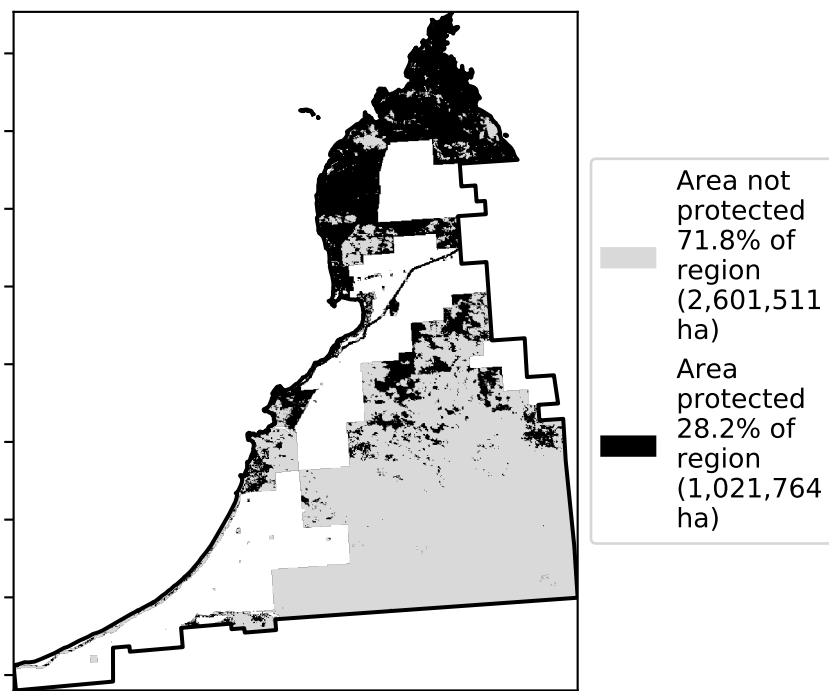 Area not
protected
71.8% of
region
(2,601,511
ha)
Area
protected
28.2% of
region
(1,021,764
ha)